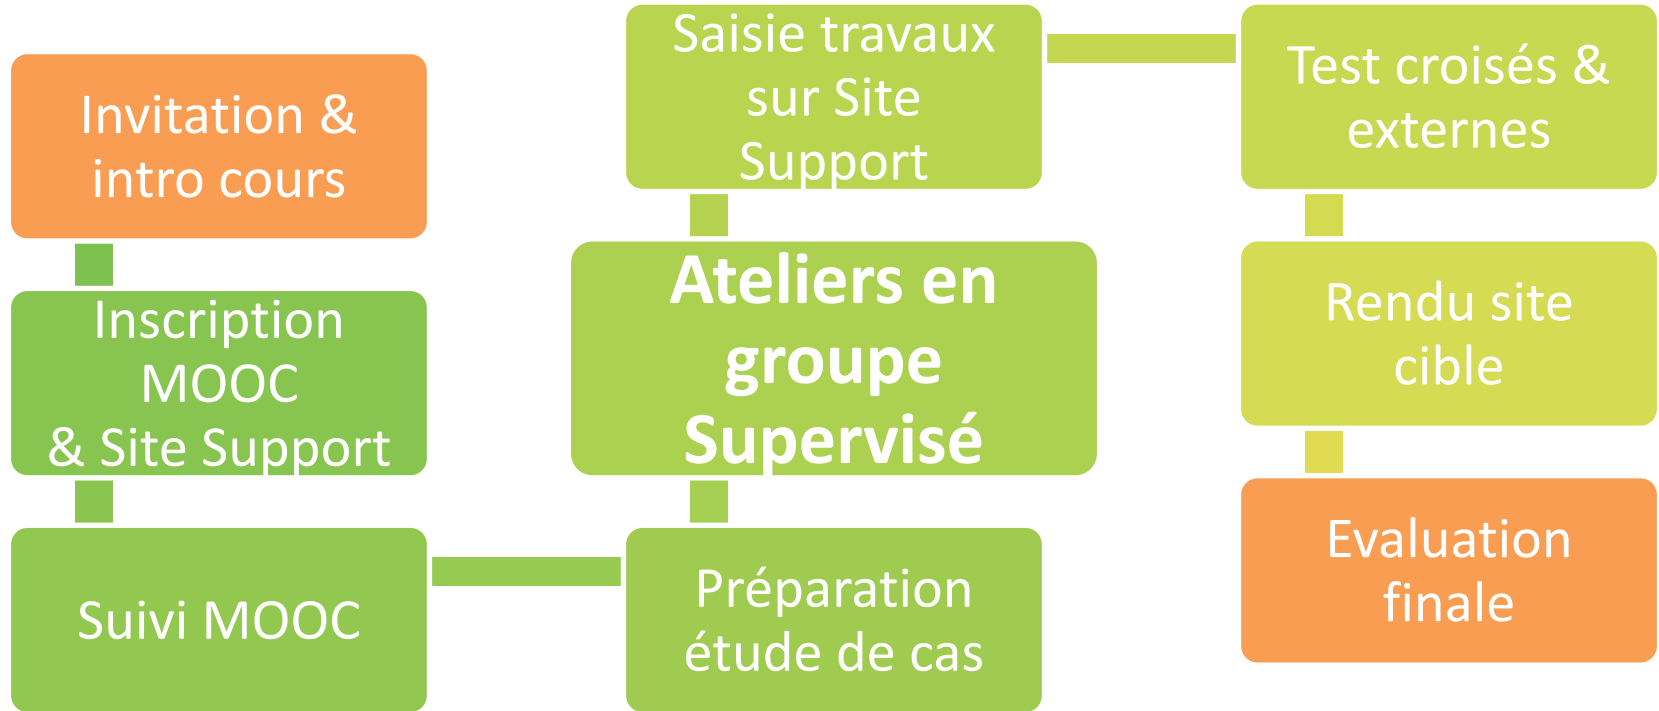 Invitation &
intro cours
Inscription
MOOC
& Site Support
Suivi MOOC
Préparation
étude de cas
Ateliers en
groupe
Supervisé
Saisie travaux
sur Site
Support
Test croisés &
externes
Rendu site
cible
Evaluation
finale